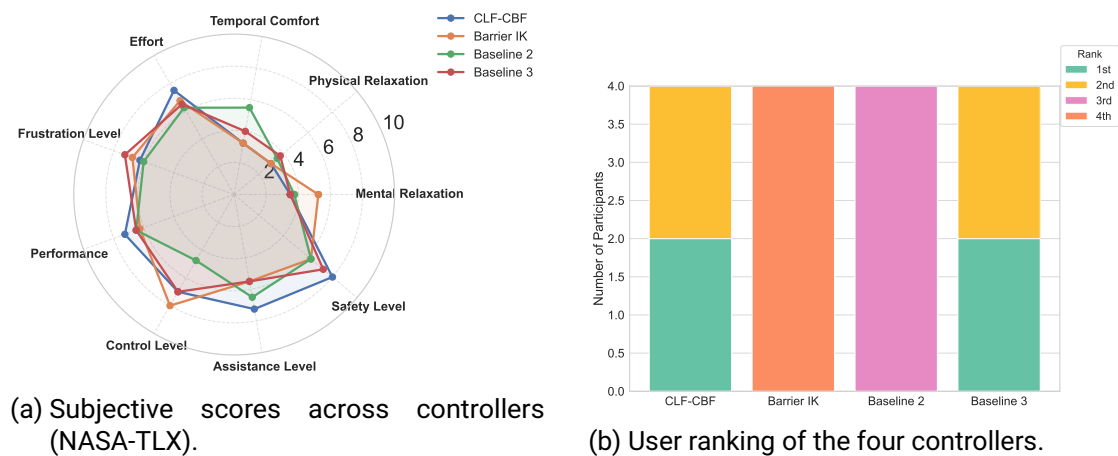 CLF-CBF
Barrier IK
Baseline 2
Baseline 3
Temporal Comfort
Effort
Physical Relaxation
Frustration Level
Mental Relaxation
Performance
Safety Level
Control Level
Assistance Level
2
4
6
8
10
(a) Subjective scores across controllers
(NASA-TLX).
Rank
1st
2nd
3rd
4th
Number of Participants
4.0
3.5
3.0
2.5
2.0
1.5
1.0
0.5
0.0
CLF-CBF
Barrier IK
Baseline 2
Baseline 3
(b) User ranking of the four controllers.